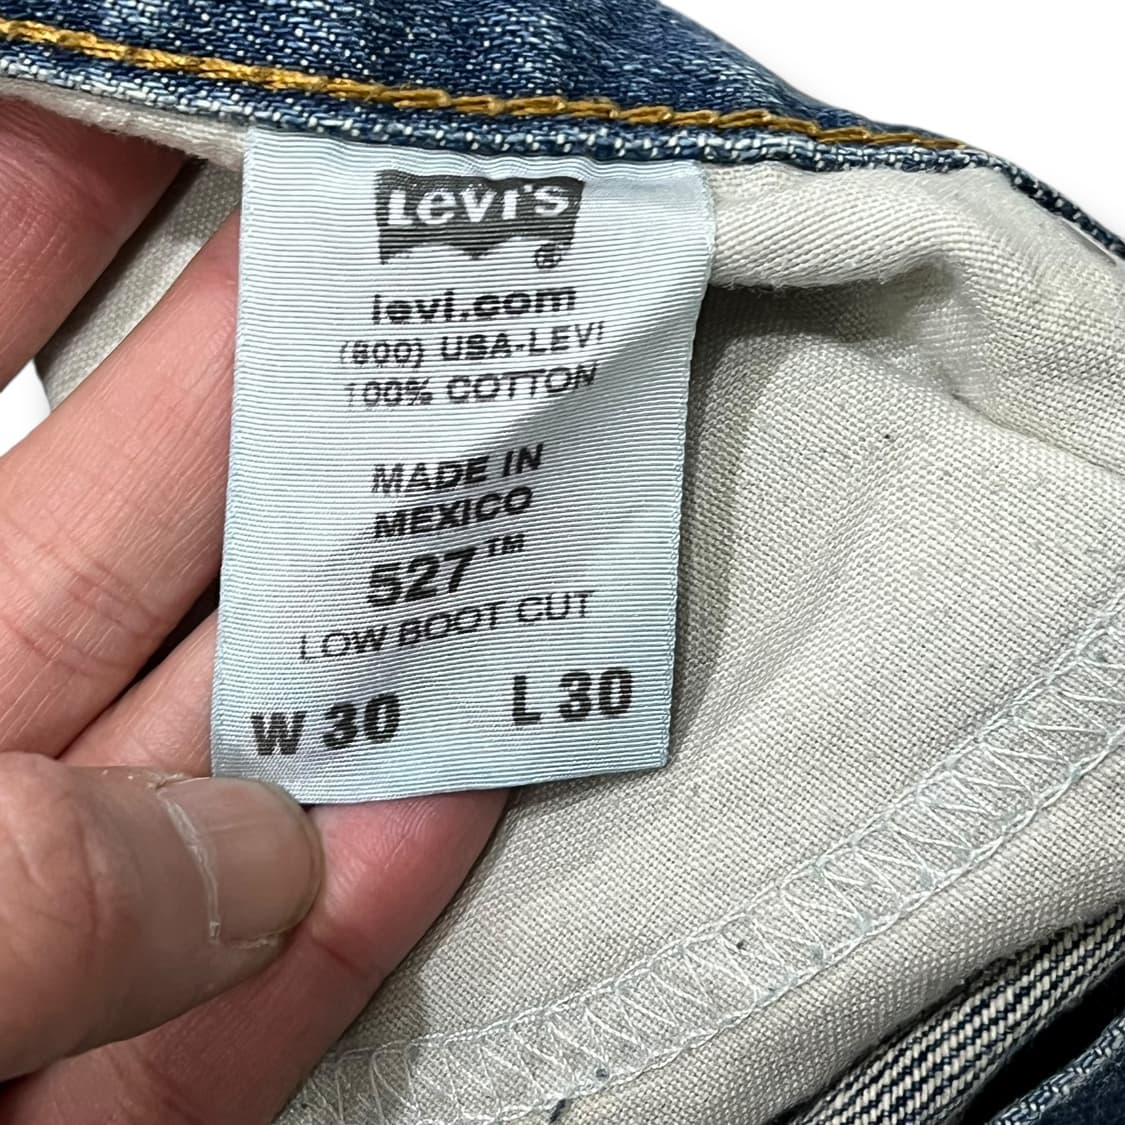 Levi's
®
levi.com
(800) USA-LEVI
100% COTTON
MADE IN
MEXICO
527™
LOW BOOT CUT
W 30 L 30